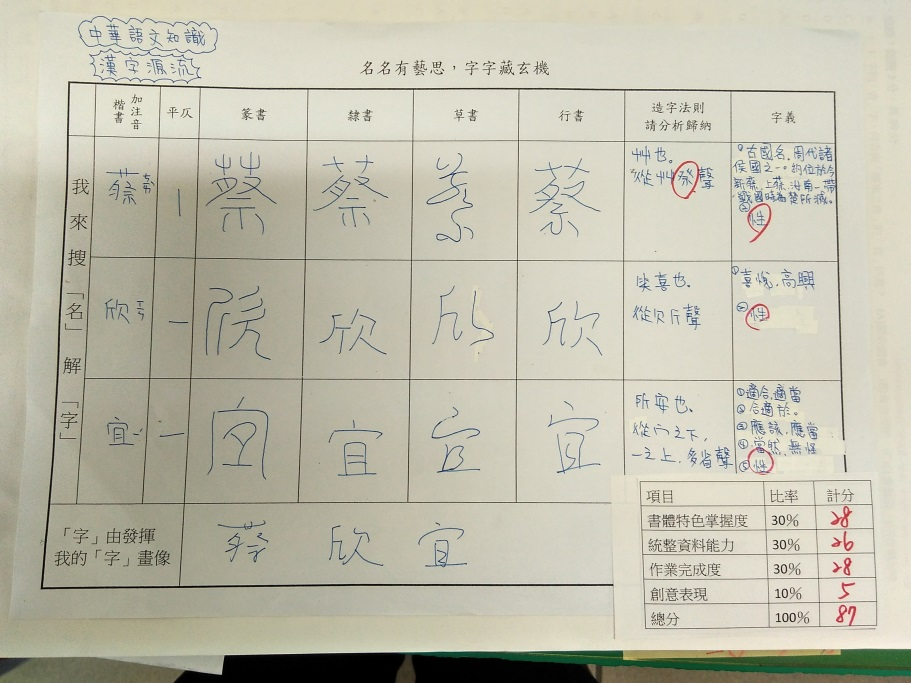 中華語文知識
漢字源流
名名有藝思，字字藏玄機
楷書 加注音 平仄 篆書 隸書 草書 行書 造字法則 請分析歸納 字義
我來搜「名」解「字」
蔡 ㄘㄞˋ | 蔡 蔡 蔡 蔡
艸也。
從艸祭聲
①古國名。周代諸
侯國之一。約位於今
新蔡、上蔡
戰國時為楚所滅。
②姓
欣 ㄒㄧㄣ 一 欣 欣 欣 欣
笑喜也.
從欠斤聲
①喜悅,高興
②姓
宜 ㄧˊ 一 宜 宜 宜 宜
所安也.
從宀之下,
一之上,多省聲
①適合,適當
②合適於。
③應該,應當
④當然,無怪
⑤姓
「字」由發揮
我的「字」畫像
蔡 欣 宜
項目 比率 計分
書體特色掌握度 30% 28
統整資料能力 30% 26
作業完成度 30% 28
創意表現 10% 5
總分 100% 87